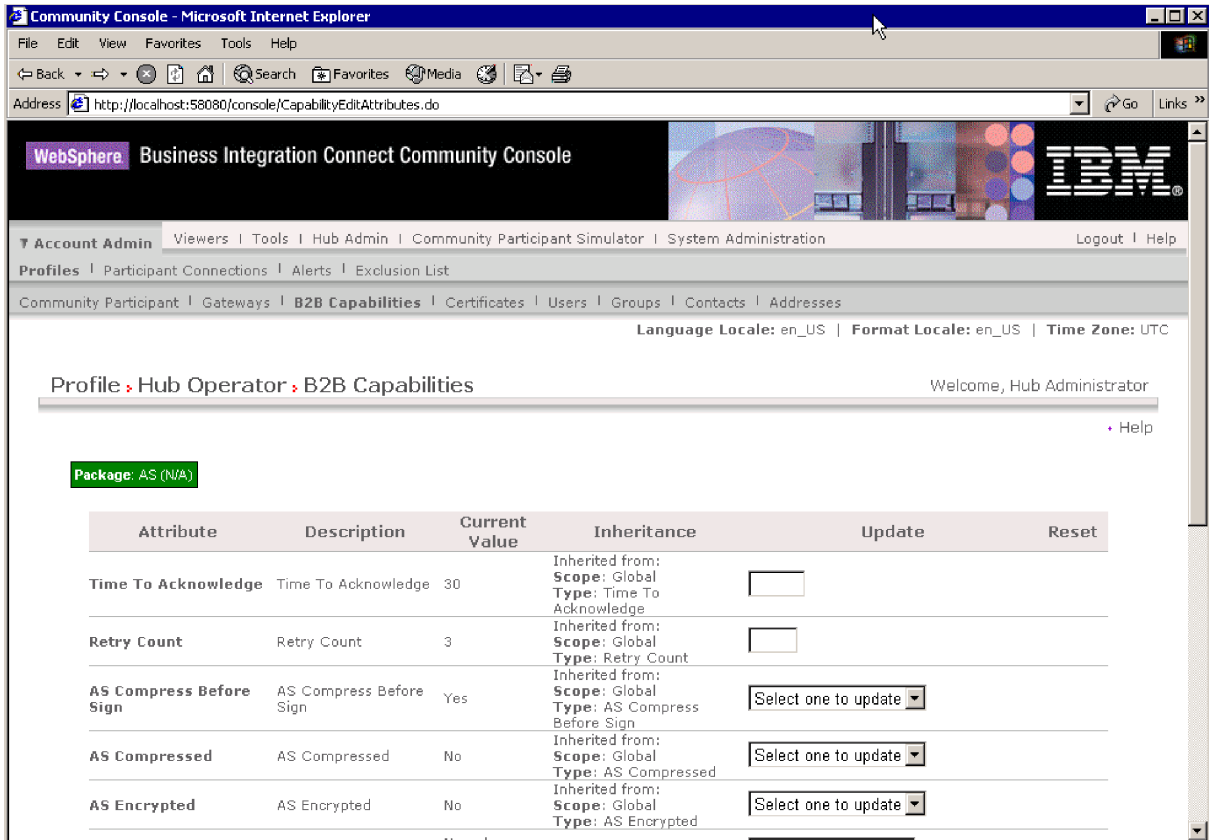 Community Console - Microsoft Internet Explorer
File Edit View Favorites Tools Help
Back Search Favorites Media
Address http://localhost:58080/console/CapabilityEditAttributes.do Go Links »
WebSphere Business Integration Connect Community Console IBM®
Account Admin Viewers | Tools | Hub Admin | Community Participant Simulator | System Administration Logout | Help
Profiles | Participant Connections | Alerts | Exclusion List
Community Participant | Gateways | B2B Capabilities | Certificates | Users | Groups | Contacts | Addresses
Language Locale: en_US | Format Locale: en_US | Time Zone: UTC
Profile Hub Operator B2B Capabilities Welcome, Hub Administrator
Help
Package: AS (N/A)
Attribute Description Current Value Inheritance Update Reset
Time To Acknowledge Time To Acknowledge 30
Inherited from:
Scope: Global
Type: Time To
Acknowledge
Retry Count Retry Count 3
Inherited from:
Scope: Global
Type: Retry Count
AS Compress Before
Sign
AS Compress Before
Sign
Yes
Inherited from:
Scope: Global
Type: AS Compress
Before Sign
Select one to update
AS Compressed AS Compressed No
Inherited from:
Scope: Global
Type: AS Compressed
Select one to update
AS Encrypted AS Encrypted No
Inherited from:
Scope: Global
Type: AS Encrypted
Select one to update